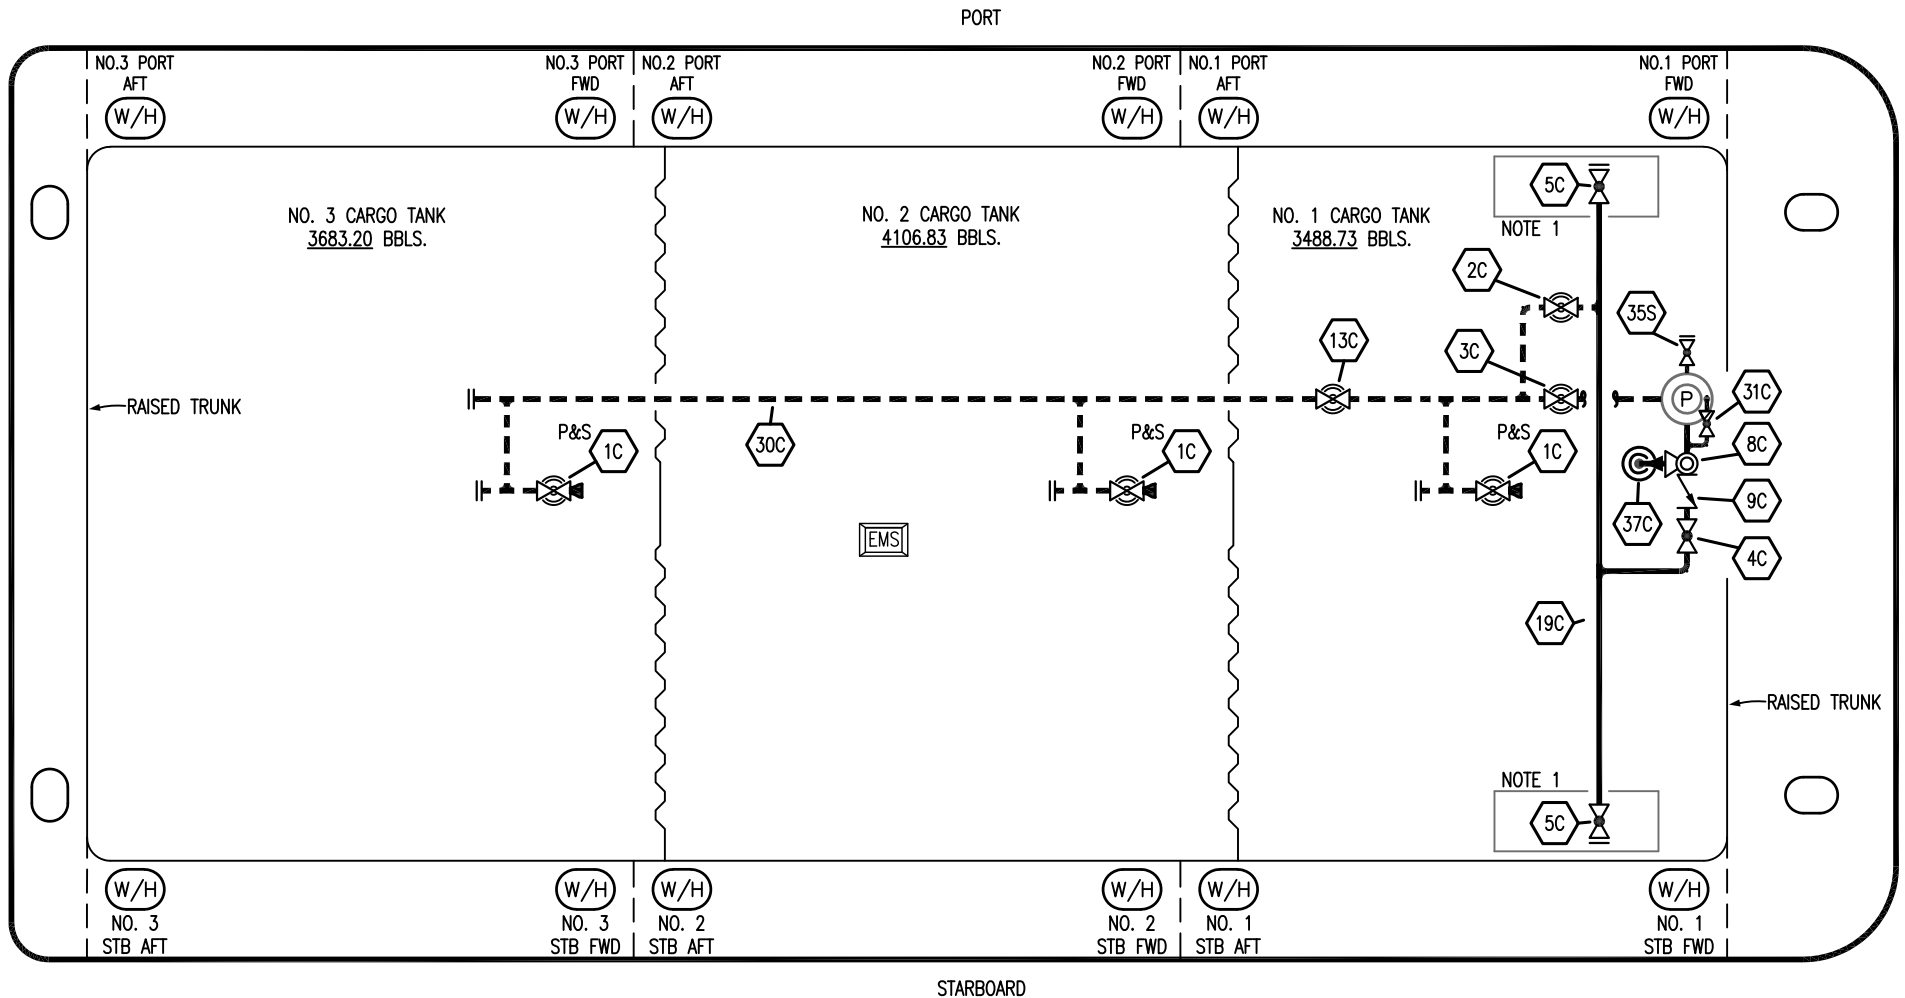 PORT
NO.3 PORT
AFT
W/H
NO.3 PORT
FWD
W/H
NO.2 PORT
AFT
W/H
NO.2 PORT
FWD
W/H
NO.1 PORT
AFT
W/H
NO.1 PORT
FWD
W/H
NO. 3 CARGO TANK
3683.20 BBLS.
NO. 2 CARGO TANK
4106.83 BBLS.
NO. 1 CARGO TANK
3488.73 BBLS.
5C
NOTE 1
2C
35S
13C
3C
RAISED TRUNK
P
31C
P&S
1C
30C
P&S
1C
P&S
1C
8C
9C
37C
EMS
4C
19C
RAISED TRUNK
NOTE 1
5C
W/H
NO. 3
STB AFT
W/H
NO. 3
STB FWD
W/H
NO. 2
STB AFT
W/H
NO. 2
STB FWD
W/H
NO. 1
STB AFT
W/H
NO. 1
STB FWD
STARBOARD